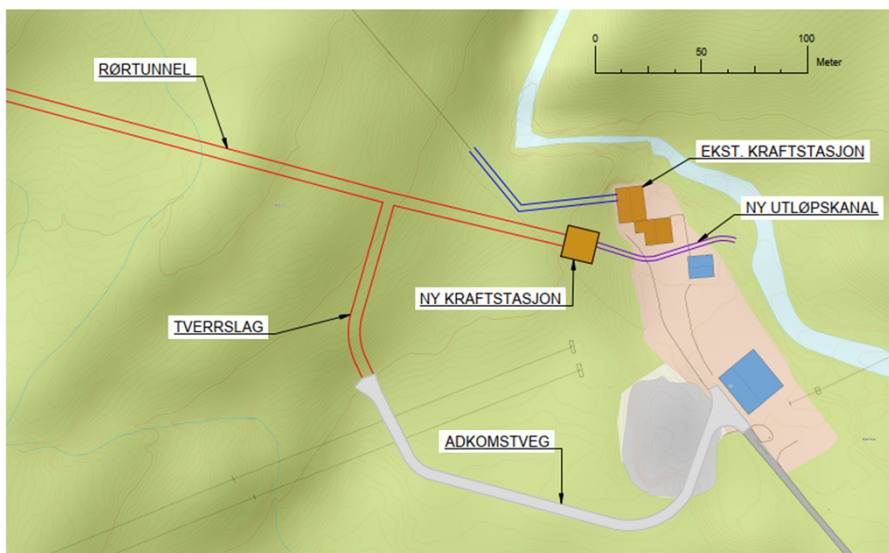 0
50
100
Meter
RØRTUNNEL
EKST. KRAFTSTASJON
NY UTLØPSKANAL
NY KRAFTSTASJON
TVERRSLAG
ADKOMSTVEG